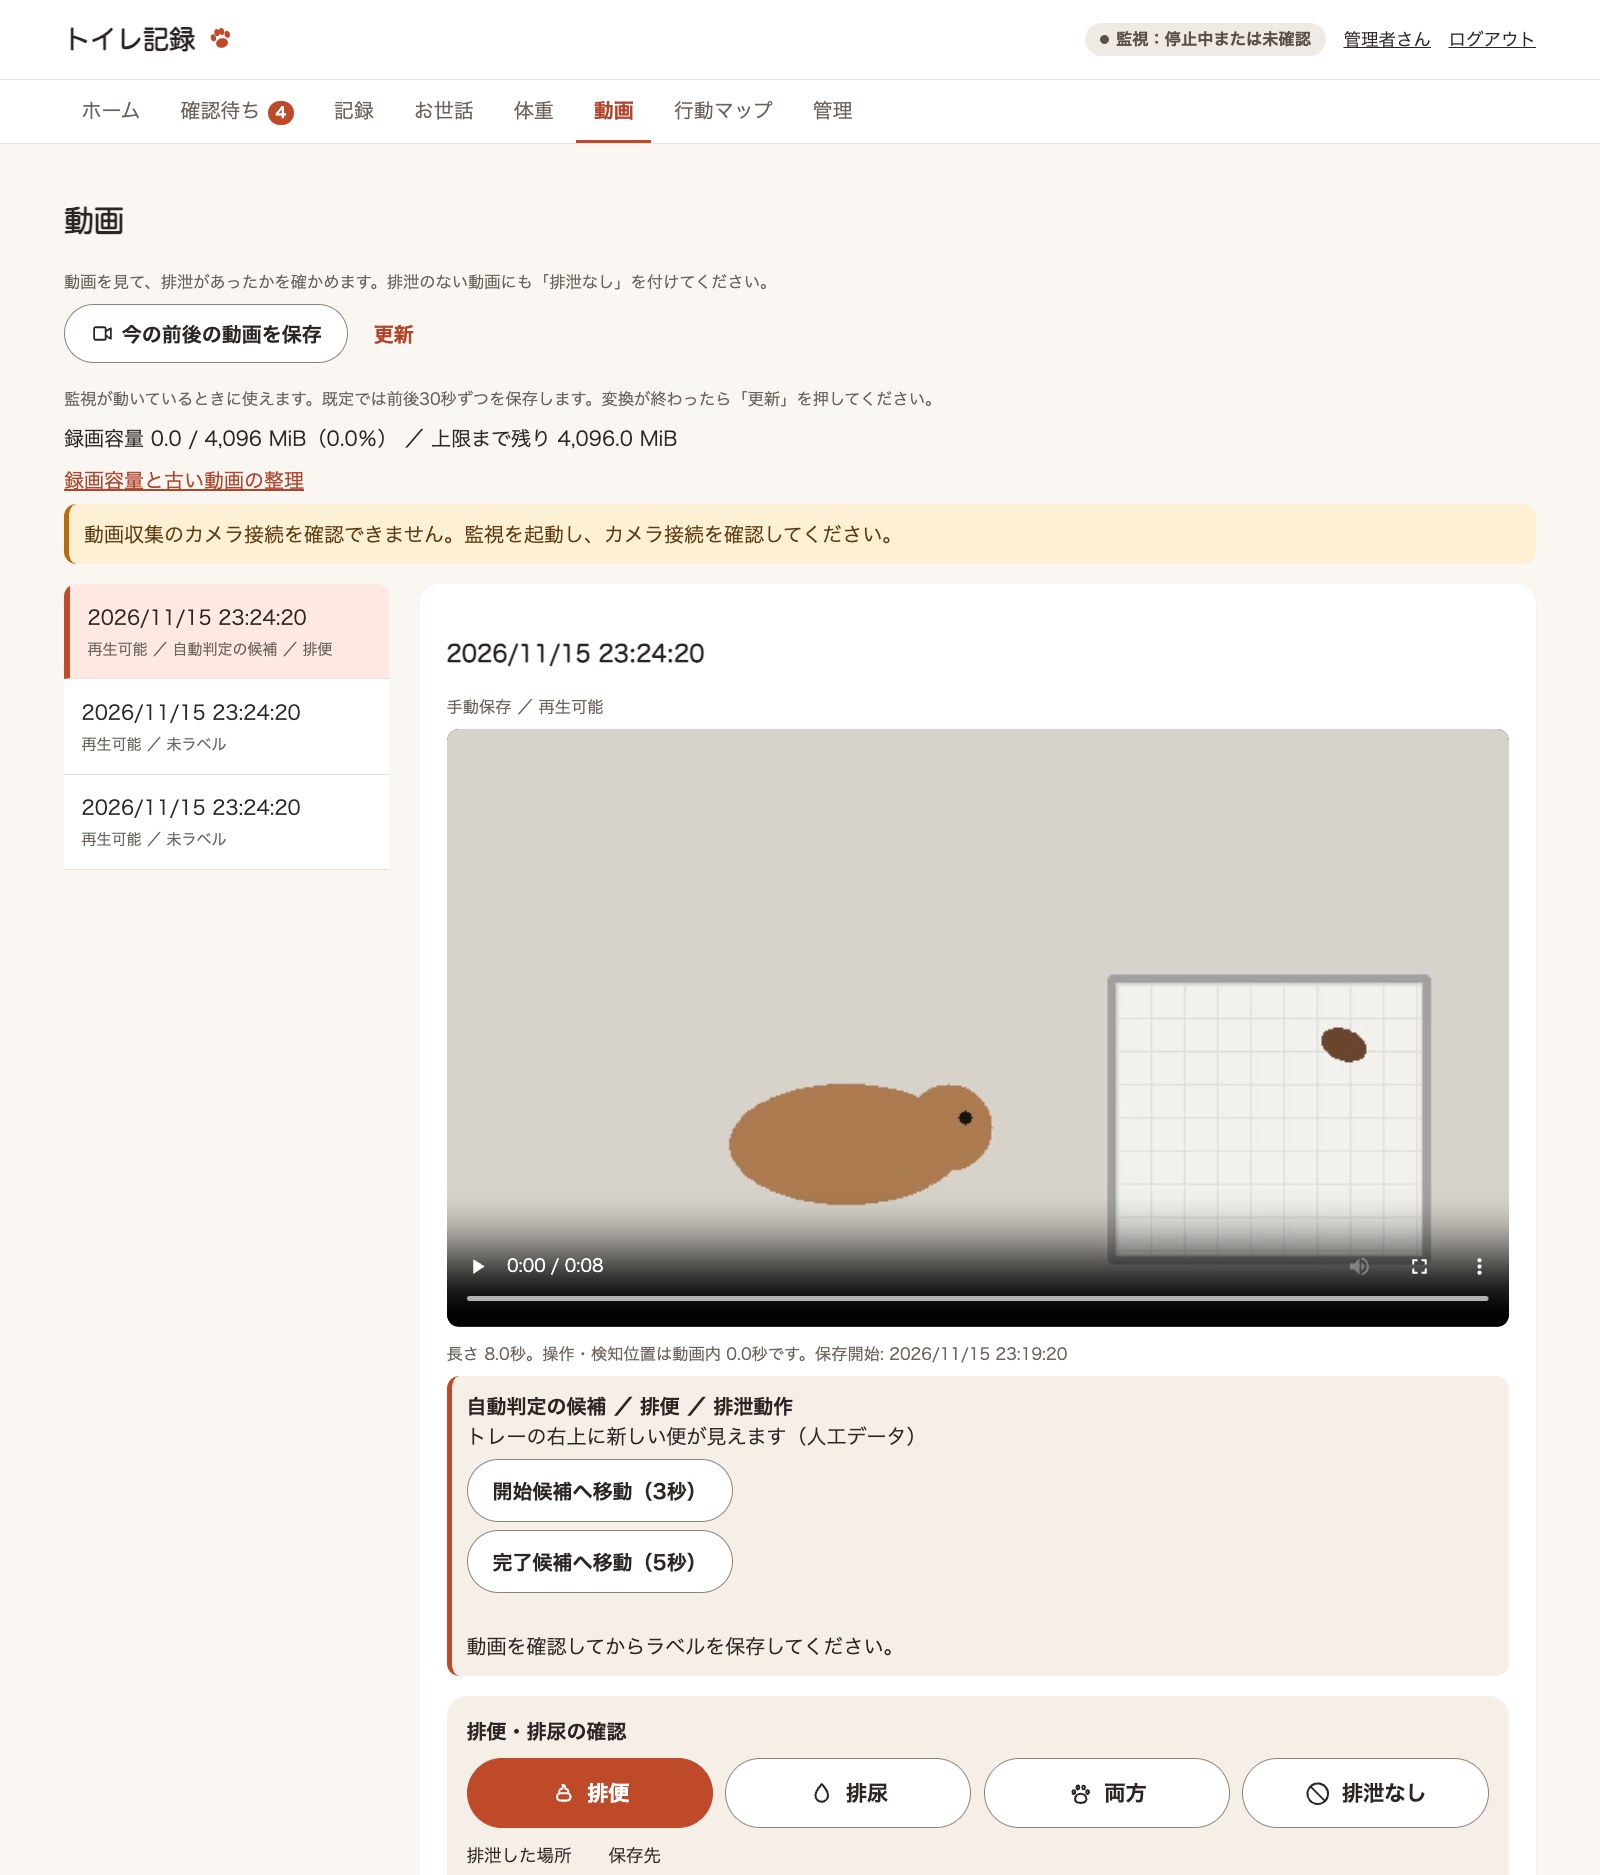 トイレ記録
監視：停止中または未確認
管理者さん
ログアウト
ホーム
確認待ち 4
記録
お世話
体重
動画
行動マップ
管理
動画
動画を見て、排泄があったかを確かめます。排泄のない動画にも「排泄なし」を付けてください。
今の前後の動画を保存
更新
監視が動いているときに使えます。既定では前後30秒ずつを保存します。変換が終わったら「更新」を押してください。
録画容量 0.0 / 4,096 MiB（0.0%） ／ 上限まで残り 4,096.0 MiB
録画容量と古い動画の整理
動画収集のカメラ接続を確認できません。監視を起動し、カメラ接続を確認してください。
2026/11/15 23:24:20
再生可能 ／ 自動判定の候補 ／ 排便
2026/11/15 23:24:20
再生可能 ／ 未ラベル
2026/11/15 23:24:20
再生可能 ／ 未ラベル
2026/11/15 23:24:20
手動保存 ／ 再生可能
0:00 / 0:08
長さ 8.0秒。操作・検知位置は動画内 0.0秒です。保存開始: 2026/11/15 23:19:20
自動判定の候補 ／ 排便 ／ 排泄動作
トレーの右上に新しい便が見えます（人工データ）
開始候補へ移動（3秒）
完了候補へ移動（5秒）
動画を確認してからラベルを保存してください。
排便・排尿の確認
排便
排尿
両方
排泄なし
排泄した場所
保存先